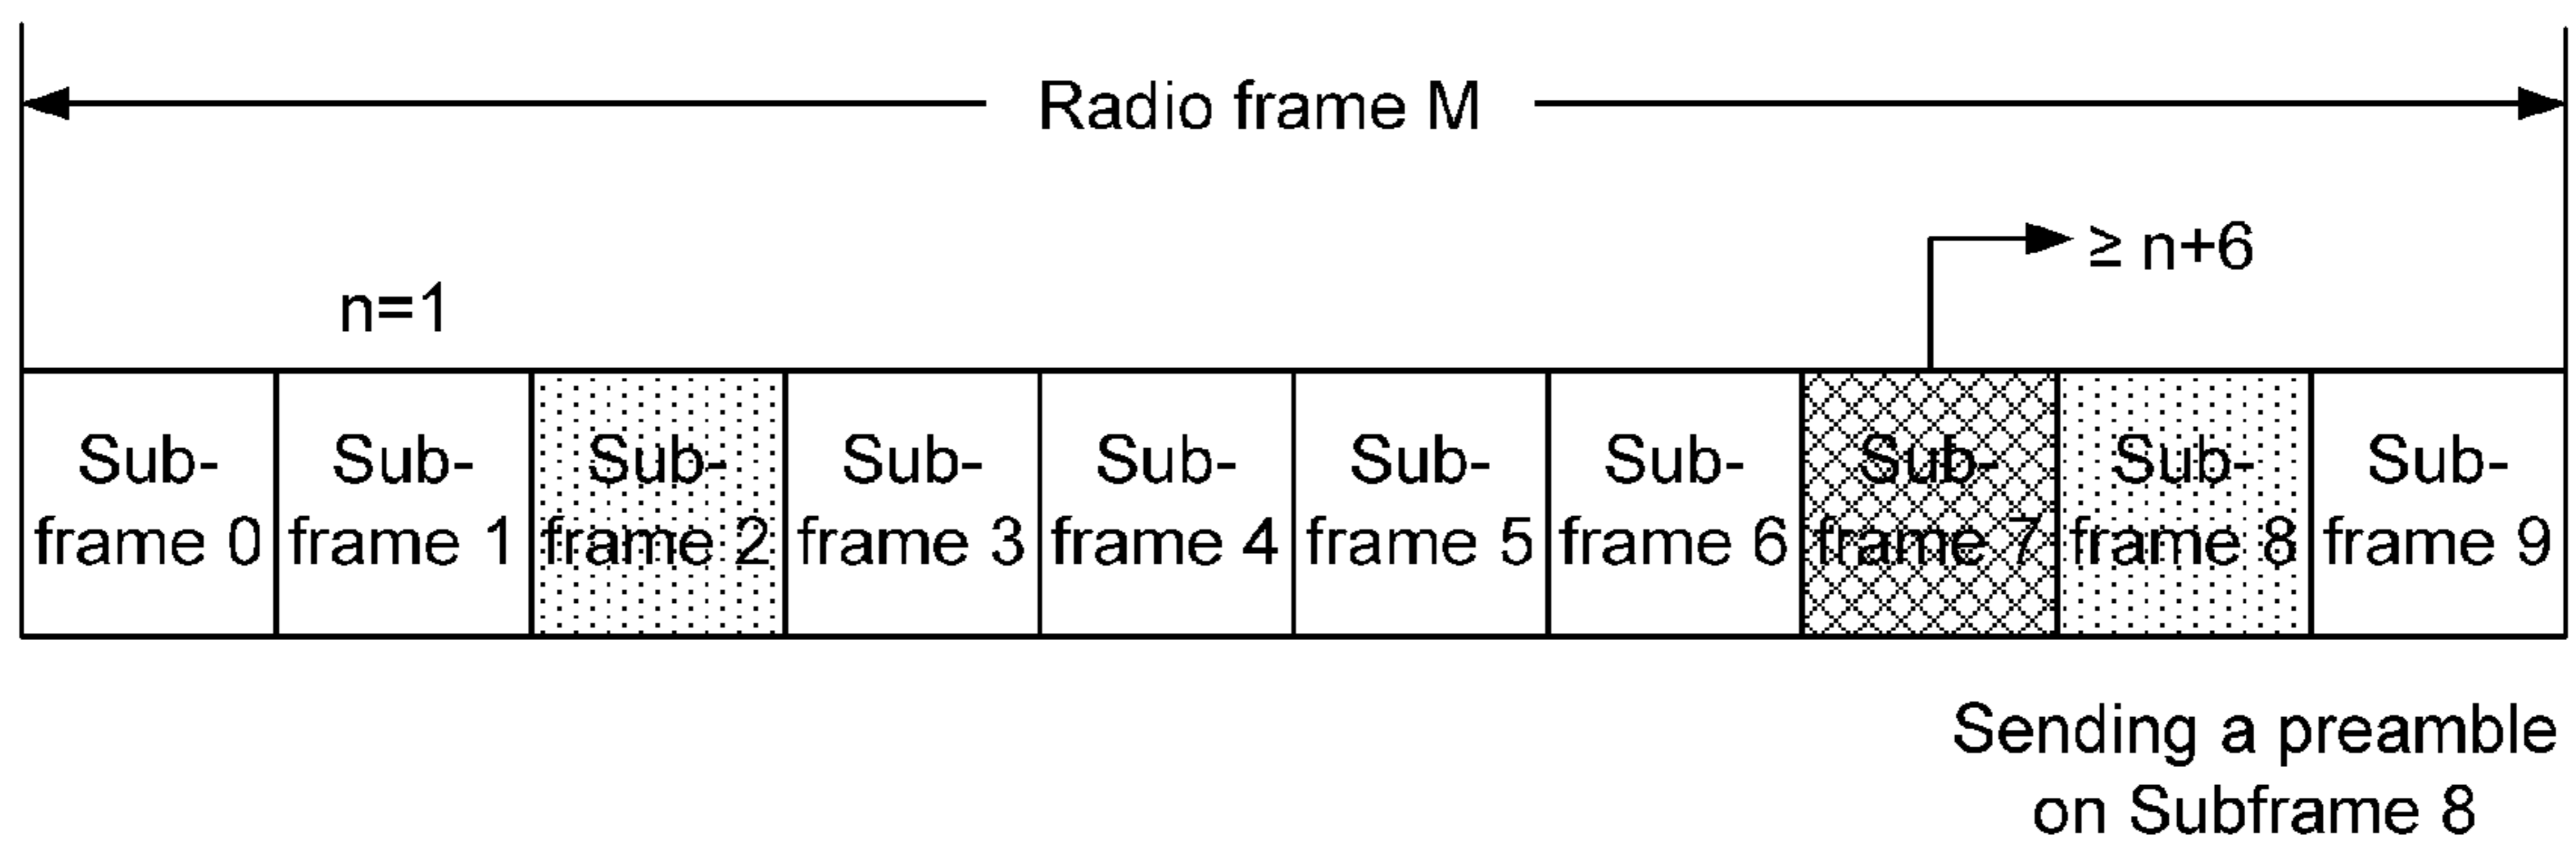 Radio frame M
≥ n+6
n=1
Sub- Sub- Sub- Sub- Sub- Sub- Sub- Sub- Sub- Sub-
frame 0 frame 1 frame 2 frame 3 frame 4 frame 5 frame 6 frame 7 frame 8 frame 9
Sending a preamble
on Subframe 8